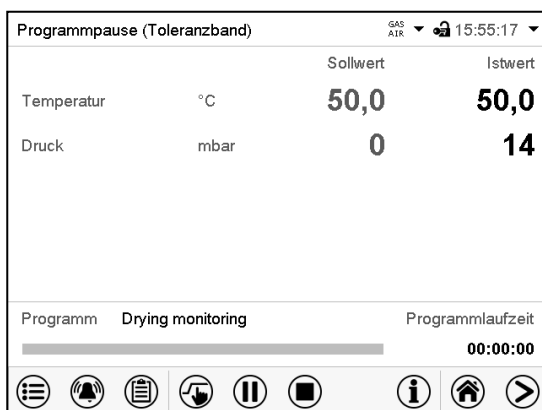 Programmpause (Toleranzband) GAS AIR 15:55:17
Sollwert Istwert
Temperatur °C 50,0 50,0
Druck mbar 0 14
Programm Drying monitoring Programmlaufzeit
00:00:00